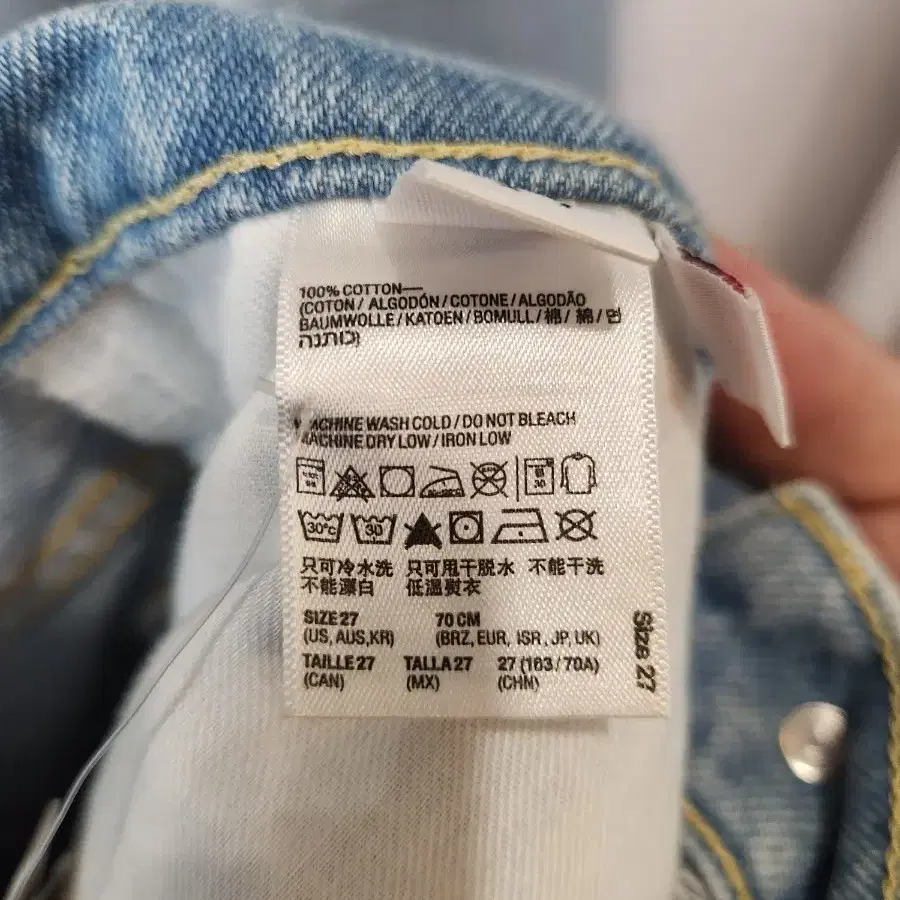 100% COTTON—
(COTON / ALGODÓN / COTONE / ALGODÃO
BAUMWOLLE / KATOEN / BOMULL / 棉 / 綿 / 면
כותנה)
MACHINE WASH COLD / DO NOT BLEACH
MACHINE DRY LOW / IRON LOW
30
30°C 30
只可冷水洗 只可甩干脱水 不能干洗
不能漂白 低温熨衣
SIZE 27 70 CM
(US, AUS, KR) (BRZ, EUR, ISR, JP, UK)
TAILLE 27 TALLA 27 27 (163/70A)
(CAN) (MX) (CHN)
Size 27